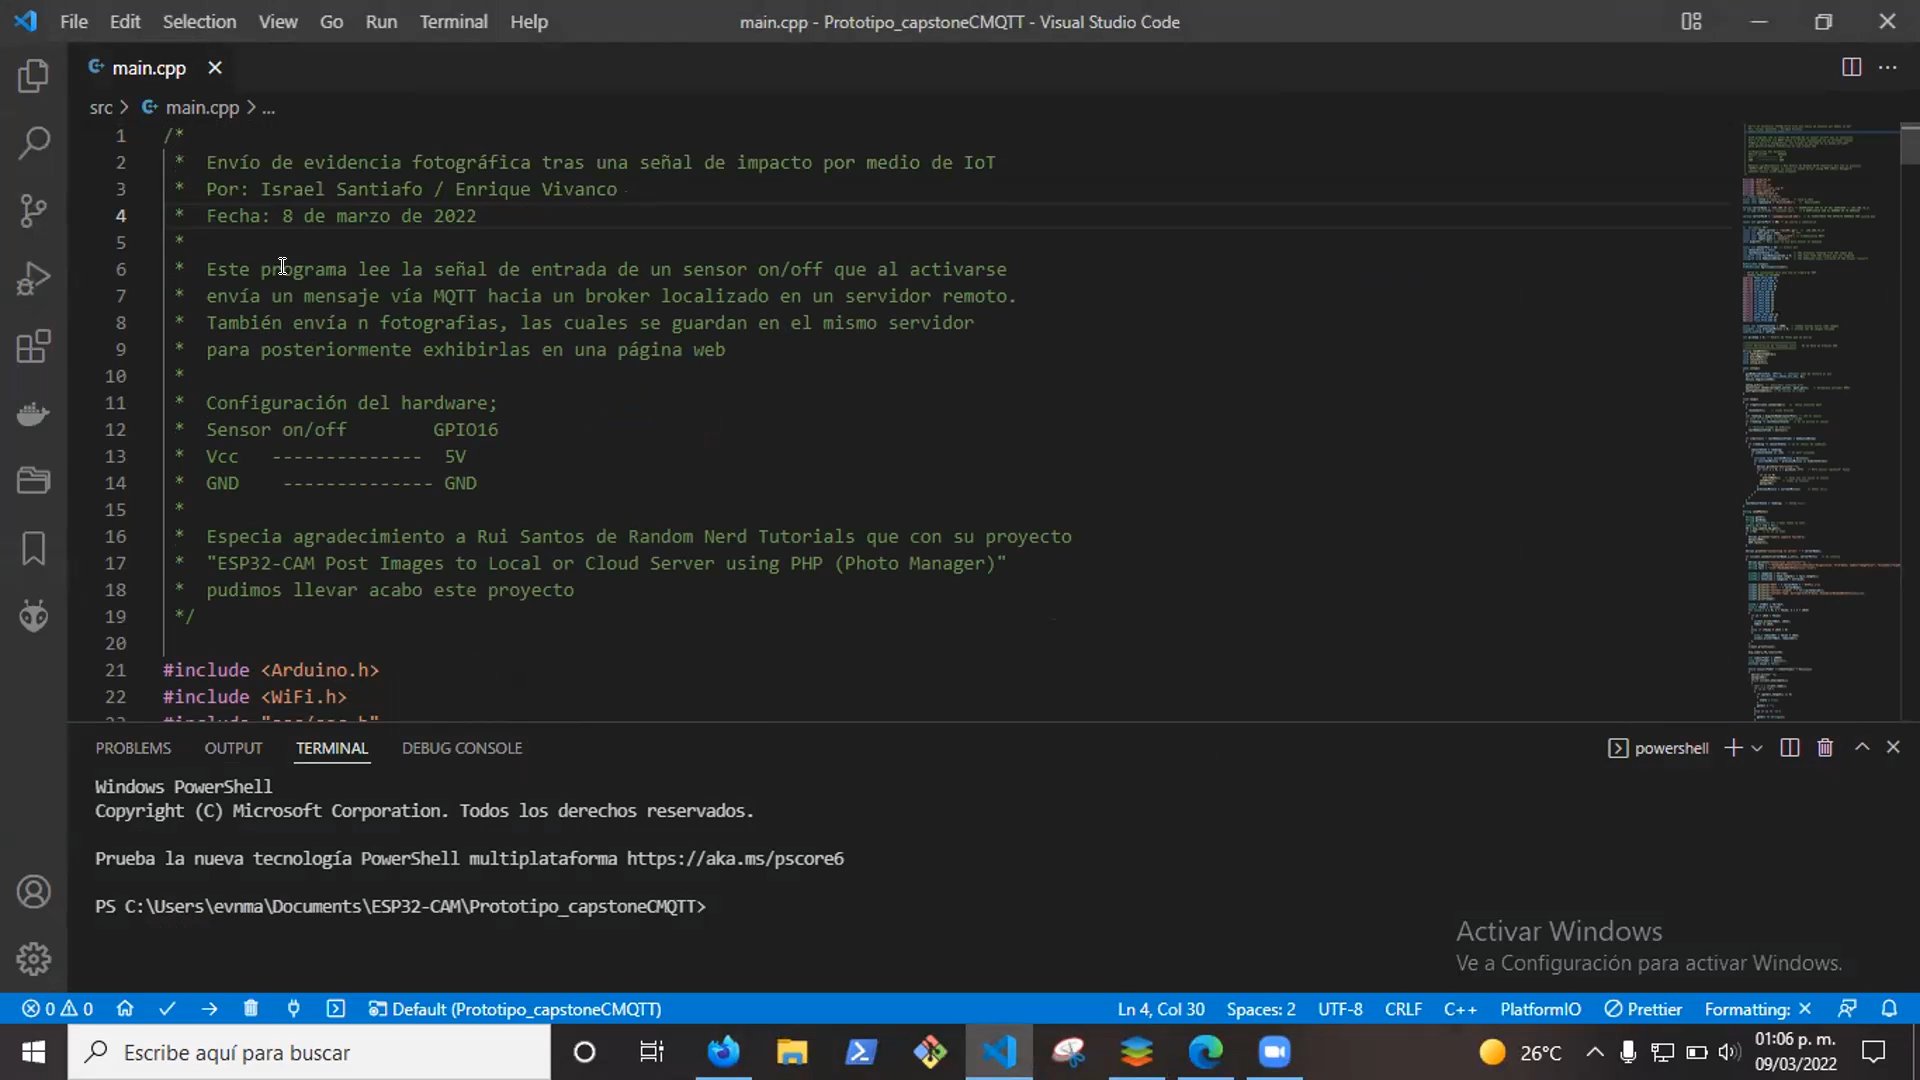 File Edit Selection View Go Run Terminal Help main.cpp - Prototipo_capstoneCMQTT - Visual Studio Code
main.cpp
src > main.cpp > ...
1 /*
2 * Envío de evidencia fotográfica tras una señal de impacto por medio de IoT
3 * Por: Israel Santiafo / Enrique Vivanco
4 * Fecha: 8 de marzo de 2022
5 *
6 * Este programa lee la señal de entrada de un sensor on/off que al activarse
7 * envía un mensaje vía MQTT hacia un broker localizado en un servidor remoto.
8 * También envía n fotografias, las cuales se guardan en el mismo servidor
9 * para posteriormente exhibirlas en una página web
10 *
11 * Configuración del hardware;
12 * Sensor on/off GPIO16
13 * Vcc -------------- 5V
14 * GND -------------- GND
15 *
16 * Especia agradecimiento a Rui Santos de Random Nerd Tutorials que con su proyecto
17 * "ESP32-CAM Post Images to Local or Cloud Server using PHP (Photo Manager)"
18 * pudimos llevar acabo este proyecto
19 */
20
21 #include <Arduino.h>
22 #include <WiFi.h>
PROBLEMS OUTPUT TERMINAL DEBUG CONSOLE powershell
Windows PowerShell
Copyright (C) Microsoft Corporation. Todos los derechos reservados.
Prueba la nueva tecnología PowerShell multiplataforma https://aka.ms/pscore6
PS C:\Users\evnma\Documents\ESP32-CAM\Prototipo_capstoneCMQTT>
Activar Windows
Ve a Configuración para activar Windows.
0 0 Default (Prototipo_capstoneCMQTT) Ln 4, Col 30 Spaces: 2 UTF-8 CRLF C++ PlatformIO Prettier Formatting: ×
Escribe aquí para buscar 26°C 01:06 p. m.
09/03/2022